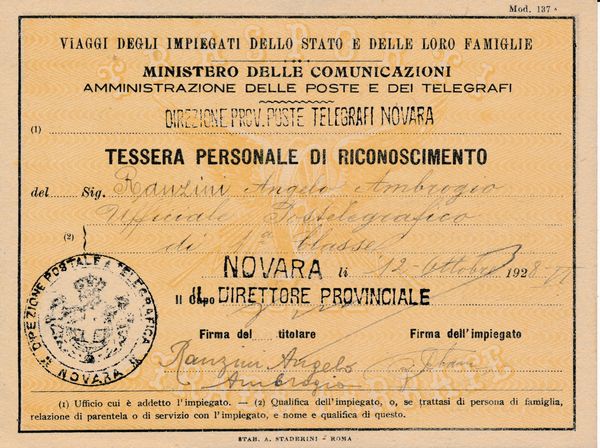 Mod. 137
VIAGGI DEGLI IMPIEGATI DELLO STATO E DELLE LORO FAMIGLIE
MINISTERO DELLE COMUNICAZIONI
AMMINISTRAZIONE DELLE POSTE E DEI TELEGRAFI
(1) DIREZIONE PROV. POSTE TELEGRAFI NOVARA
TESSERA PERSONALE DI RICONOSCIMENTO
del Sig. Ranzini Angelo Ambrogio
Ufficiale Postelegrafico
(2) di 1ª classe
NOVARA li 12 Ottobre 1928-VI
Il Capo IL DIRETTORE PROVINCIALE
DIREZIONE POSTALE A TELEGRAFICA
NOVARA
Firma del titolare Firma dell'impiegato
Ranzini Angelo
Ambrogio
(1) Ufficio cui è addetto l'impiegato. — (2) Qualifica dell'impiegato, o, se trattasi di persona di famiglia,
relazione di parentela o di servizio con l'impiegato, e nome e qualifica di questo.
STAB. A. STADERINI - ROMA